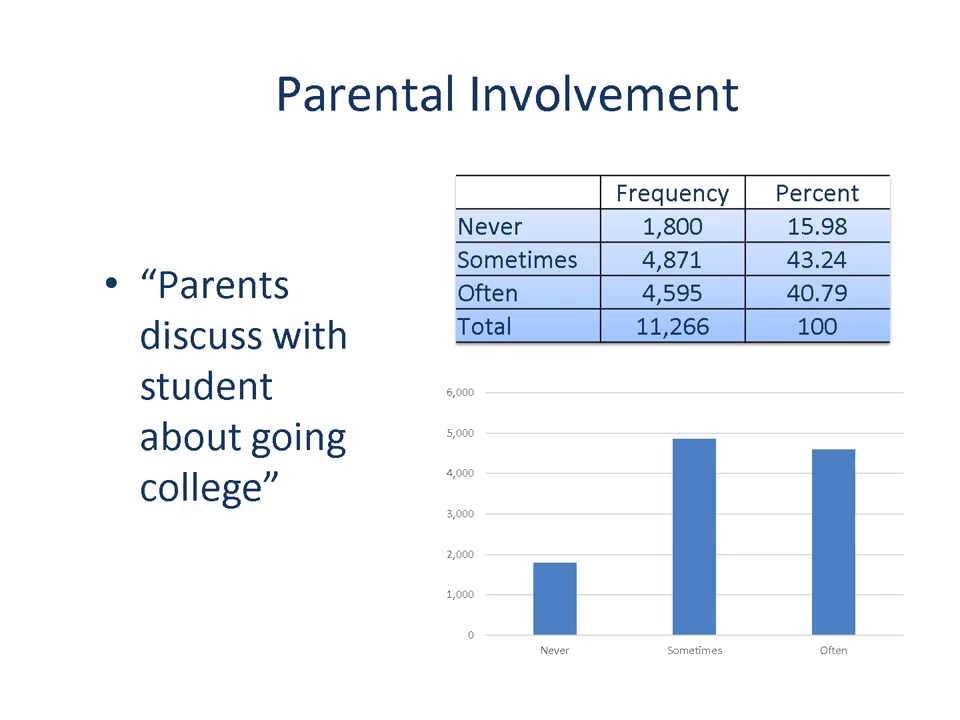 Parental Involvement
• “Parents
discuss with
student
about going
college”
Frequency Percent
Never 1,800 15.98
Sometimes 4,871 43.24
Often 4,595 40.79
Total 11,266 100
6,000
5,000
4,000
3,000
2,000
1,000
0
Never Sometimes Often